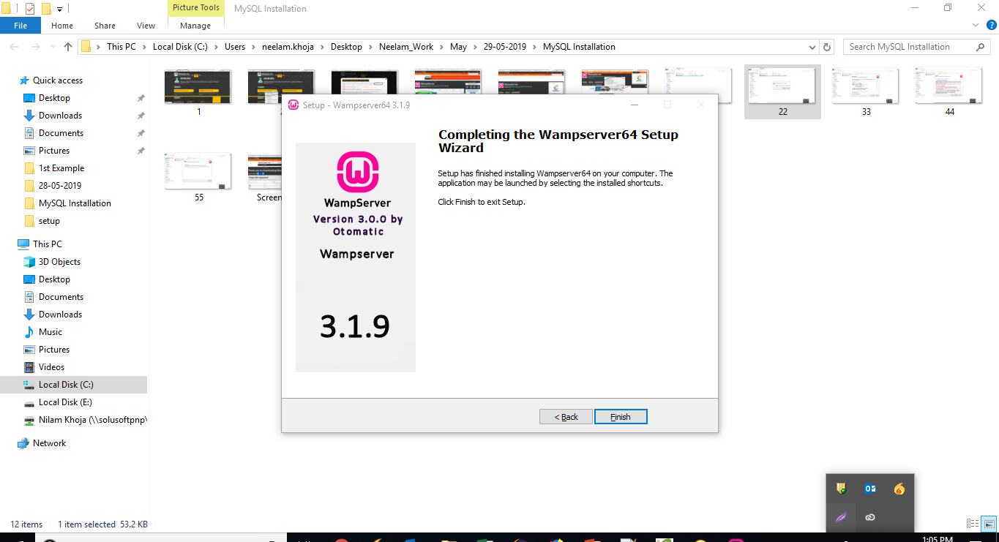 Picture Tools
MySQL Installation
File
Home
Share
View
Manage
This PC
Local Disk (C:)
Users
neelam.khoja
Desktop
Neelam_Work
May
29-05-2019
MySQL Installation
Search MySQL Installation
Quick access
Desktop
Downloads
Documents
Pictures
1st Example
28-05-2019
MySQL Installation
setup
This PC
3D Objects
Desktop
Documents
Downloads
Music
Pictures
Videos
Local Disk (C:)
Local Disk (E:)
Nilam Khoja (\\solusoftpnp\
Network
1
22
33
44
55
Screen
Setup - Wampserver64 3.1.9
WampServer
Version 3.0.0 by
Otomatic
Wampserver
3.1.9
Completing the Wampserver64 Setup
Wizard
Setup has finished installing Wampserver64 on your computer. The
application may be launched by selecting the installed shortcuts.
Click Finish to exit Setup.
< Back
Finish
12 items
1 item selected 53.2 KB
1:05 PM